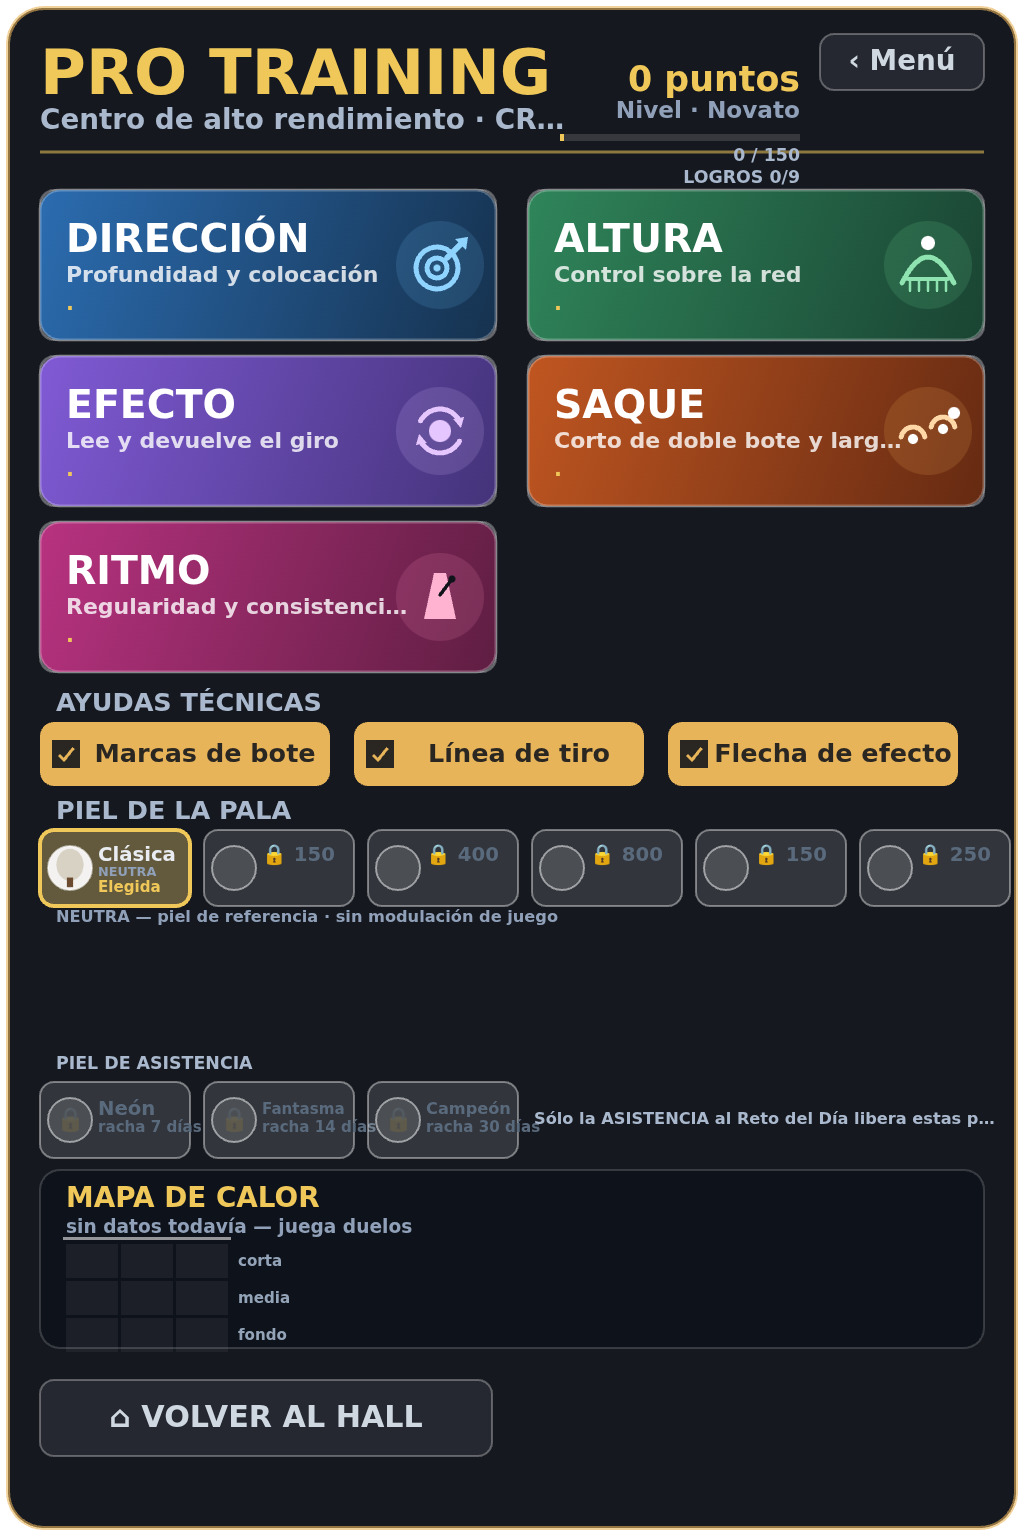 PRO TRAINING
Centro de alto rendimiento · CR…
0 puntos
Nivel · Novato
0 / 150
LOGROS 0/9
‹ Menú
DIRECCIÓN
Profundidad y colocación
.
ALTURA
Control sobre la red
.
EFECTO
Lee y devuelve el giro
.
SAQUE
Corto de doble bote y larg…
.
RITMO
Regularidad y consistenci…
.
AYUDAS TÉCNICAS
Marcas de bote
Línea de tiro
Flecha de efecto
PIEL DE LA PALA
Clásica
NEUTRA
Elegida
🔒 150
🔒 400
🔒 800
🔒 150
🔒 250
NEUTRA — piel de referencia · sin modulación de juego
PIEL DE ASISTENCIA
Neón
racha 7 días
Fantasma
racha 14 días
Campeón
racha 30 días
Sólo la ASISTENCIA al Reto del Día libera estas p…
MAPA DE CALOR
sin datos todavía — juega duelos
corta
media
fondo
⌂ VOLVER AL HALL